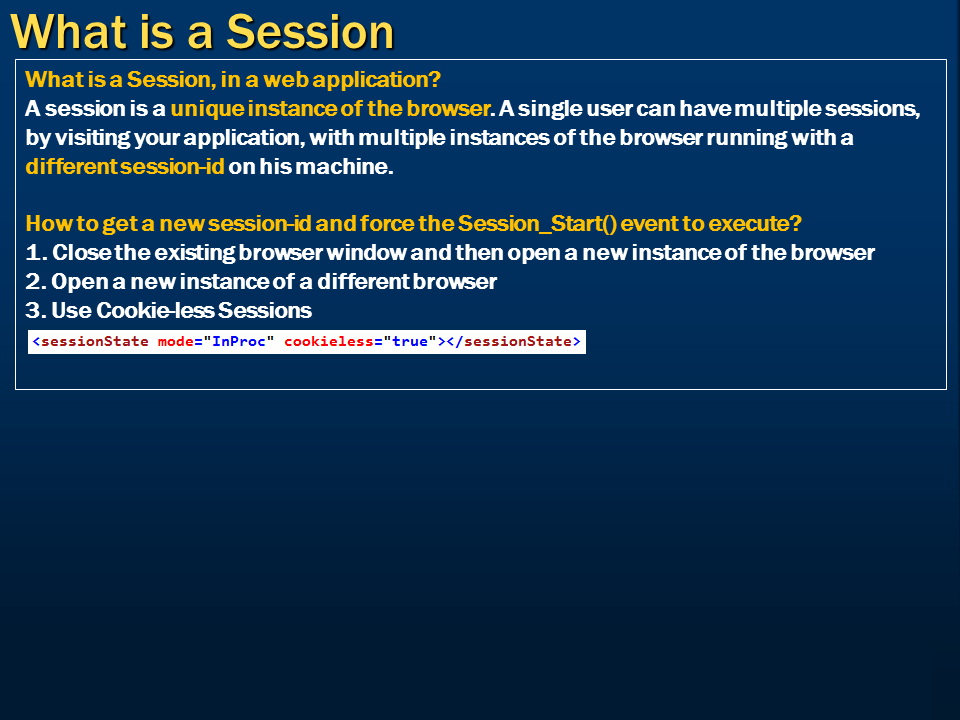 What is a Session
What is a Session, in a web application?
A session is a unique instance of the browser. A single user can have multiple sessions,
by visiting your application, with multiple instances of the browser running with a
different session-id on his machine.
How to get a new session-id and force the Session_Start() event to execute?
1. Close the existing browser window and then open a new instance of the browser
2. Open a new instance of a different browser
3. Use Cookie-less Sessions
<sessionState mode="InProc" cookieless="true"></sessionState>